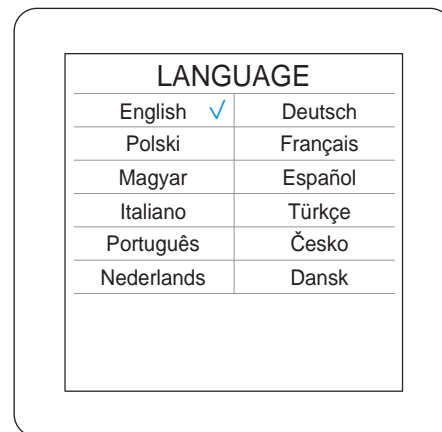 LANGUAGE
English ✓ Deutsch
Polski Français
Magyar Español
Italiano Türkçe
Português Česko
Nederlands Dansk